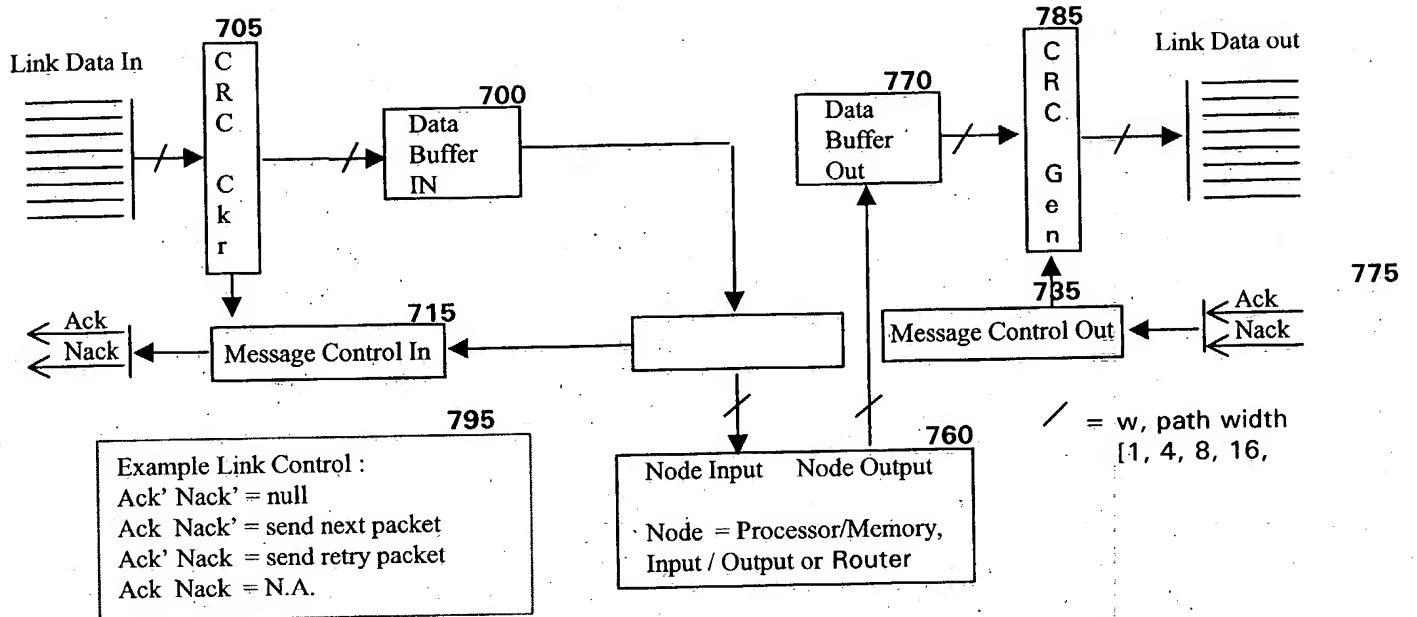 705
785
Link Data In
Link Data out
C
R
C
C
k
r
700
Data
Buffer
IN
770
Data
Buffer
Out
C
R
C
G
e
n
775
Ack
Nack
715
Message Control In
735
Message Control Out
Ack
Nack
795
Example Link Control :
Ack' Nack' = null
Ack Nack' = send next packet
Ack' Nack = send retry packet
Ack Nack = N.A.
760
Node Input Node Output
Node = Processor/Memory,
Input / Output or Router
/ = w, path width
[1, 4, 8, 16,